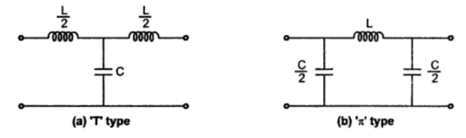 L/2
L/2
C
(a) 'T' type
L
C/2
C/2
(b) 'π' type